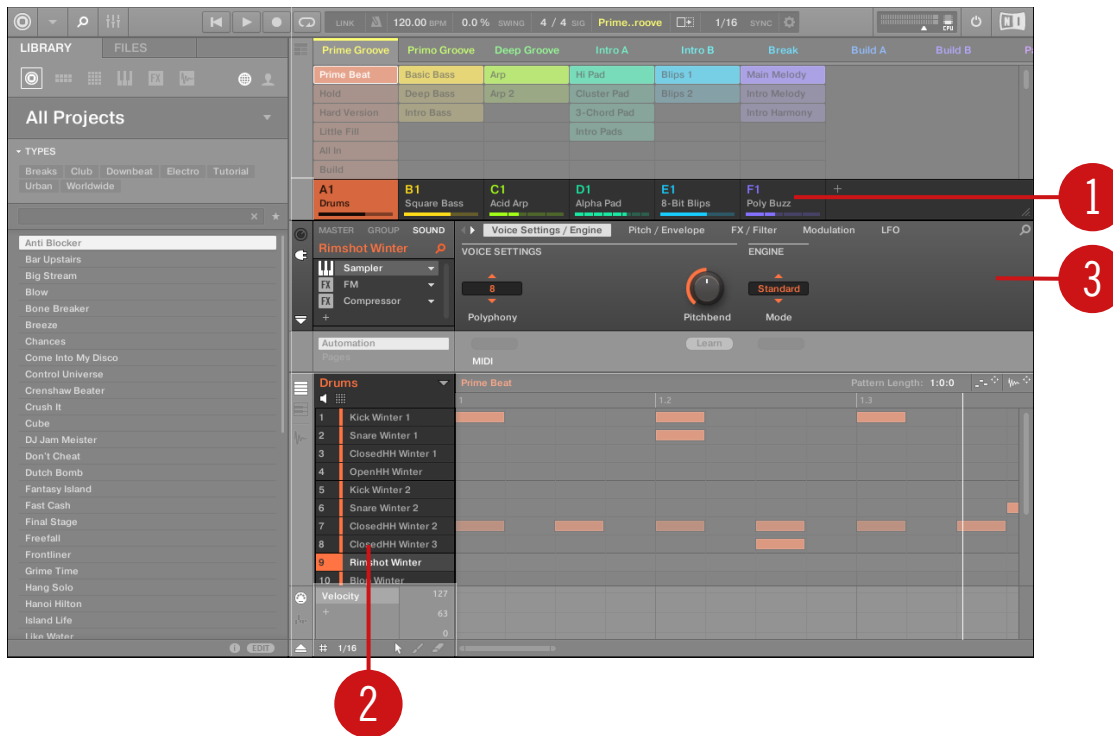 LINK 120.00 BPM 0.0 % SWING 4 / 4 SIG Prime..roove 1/16 SYNC CPU
LIBRARY FILES
All Projects
TYPES
Breaks Club Downbeat Electro Tutorial
Urban Worldwide
Anti Blocker
Bar Upstairs
Big Stream
Blow
Bone Breaker
Breeze
Chances
Come Into My Disco
Control Universe
Crenshaw Beater
Crush It
Cube
DJ Jam Meister
Don't Cheat
Dutch Bomb
Fantasy Island
Fast Cash
Final Stage
Freefall
Frontliner
Grime Time
Hang Solo
Hanoi Hilton
Island Life
Like Water
EDIT
Prime Groove Primo Groove Deep Groove Intro A Intro B Break Build A Build B P
Prime Beat Basic Bass Arp Hi Pad Blips 1 Main Melody
Hold Deep Bass Arp 2 Cluster Pad Blips 2 Intro Melody
Hard Version Intro Bass 3-Chord Pad Intro Harmony
Little Fill Intro Pads
All In
Build
A1 B1 C1 D1 E1 F1 +
Drums Square Bass Acid Arp Alpha Pad 8-Bit Blips Poly Buzz
1
MASTER GROUP SOUND Voice Settings / Engine Pitch / Envelope FX / Filter Modulation LFO
Rimshot Winter VOICE SETTINGS ENGINE
Sampler
FX FM 8 Standard
FX Compressor
+ Polyphony Pitchbend Mode
3
Automation Learn
Pages MIDI
Drums Prime Beat Pattern Length: 1:0:0
1 1.2 1.3
1 Kick Winter 1
2 Snare Winter 1
3 ClosedHH Winter 1
4 OpenHH Winter
5 Kick Winter 2
6 Snare Winter 2
7 ClosedHH Winter 2
8 ClosedHH Winter 3
9 Rimshot Winter
10 Blop Winter
Velocity 127
+ 63
0
# 1/16
2